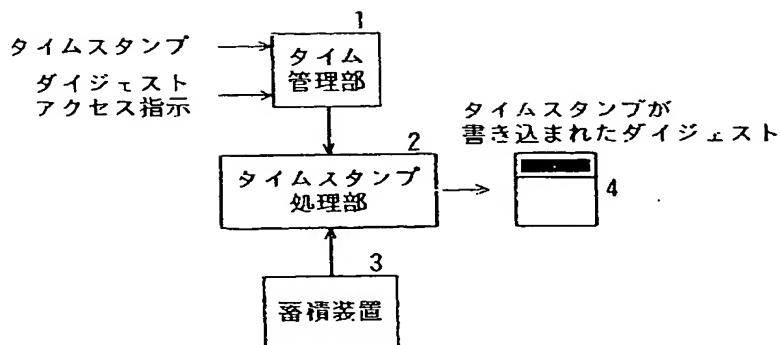 1
タイムスタンプ
タイム
管理部
ダイジェスト
アクセス指示
タイムスタンプが
書き込まれたダイジェスト
2
タイムスタンプ
処理部
4
3
蓄積装置